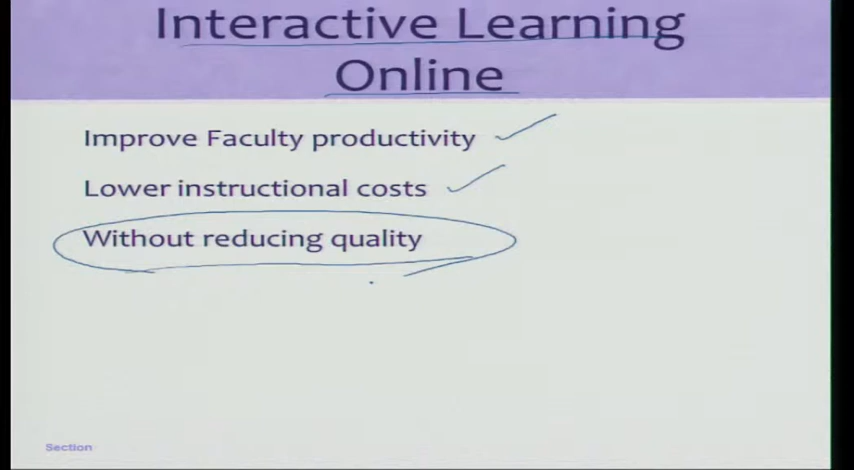 Interactive Learning
Online
Improve Faculty productivity
Lower instructional costs
Without reducing quality
Section